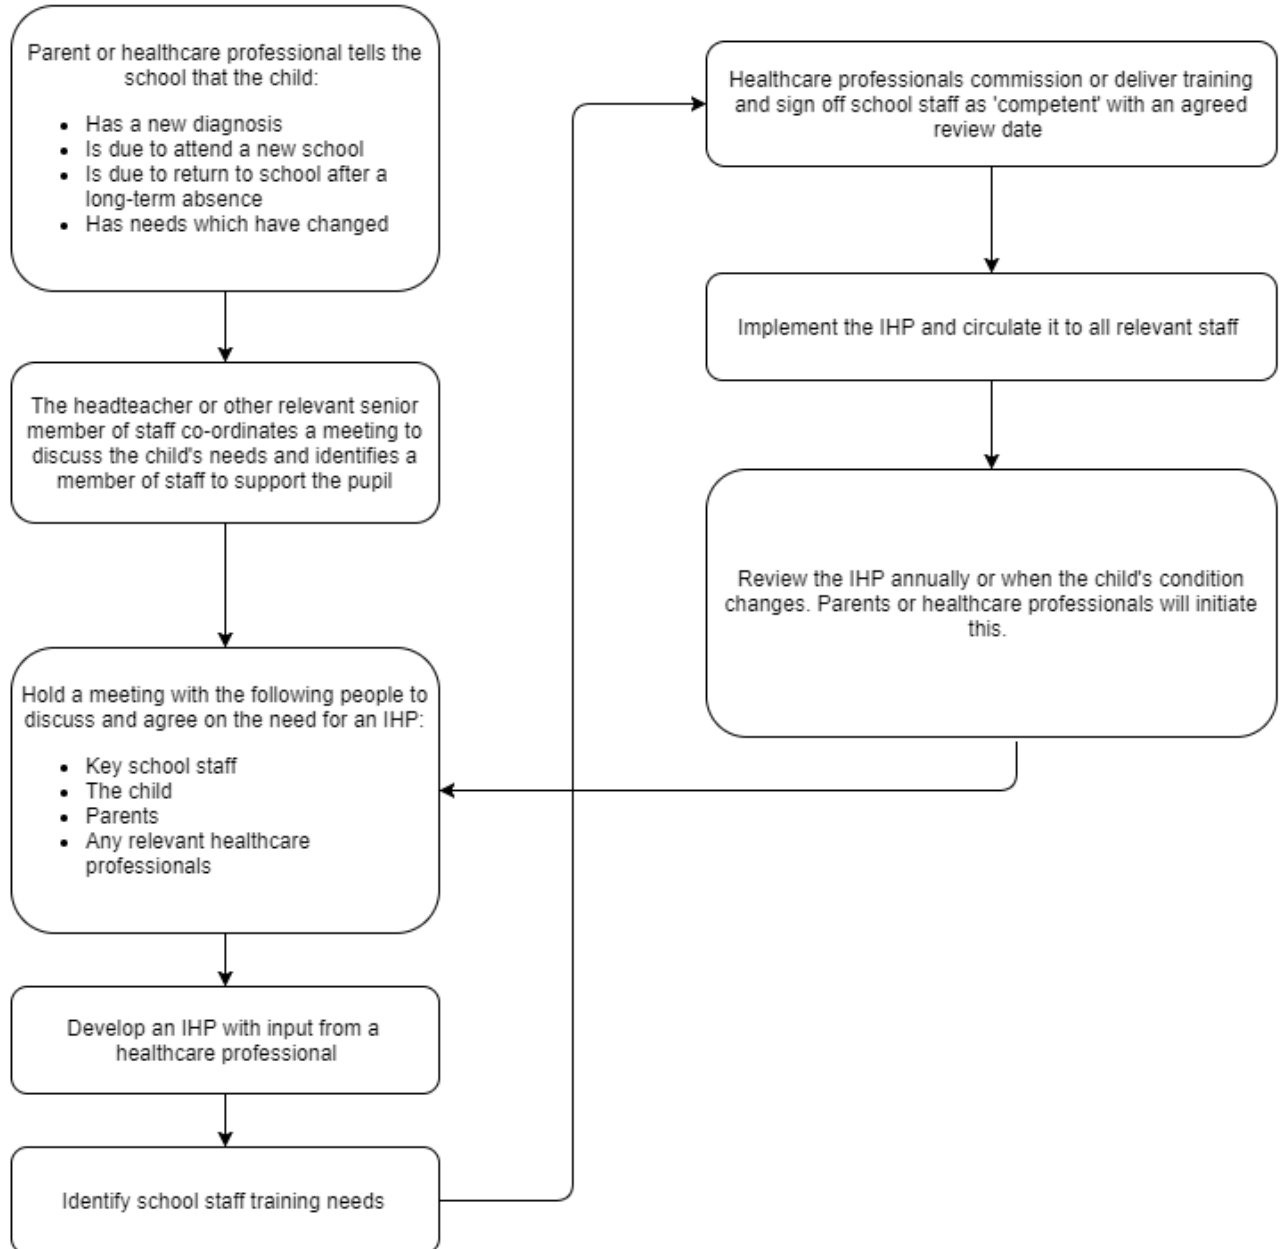 Parent or healthcare professional tells the
school that the child:
• Has a new diagnosis
• Is due to attend a new school
• Is due to return to school after a
long-term absence
• Has needs which have changed
The headteacher or other relevant senior
member of staff co-ordinates a meeting to
discuss the child's needs and identifies a
member of staff to support the pupil
Hold a meeting with the following people to
discuss and agree on the need for an IHP:
• Key school staff
• The child
• Parents
• Any relevant healthcare
professionals
Develop an IHP with input from a
healthcare professional
Identify school staff training needs
Healthcare professionals commission or deliver training
and sign off school staff as 'competent' with an agreed
review date
Implement the IHP and circulate it to all relevant staff
Review the IHP annually or when the child's condition
changes. Parents or healthcare professionals will initiate
this.